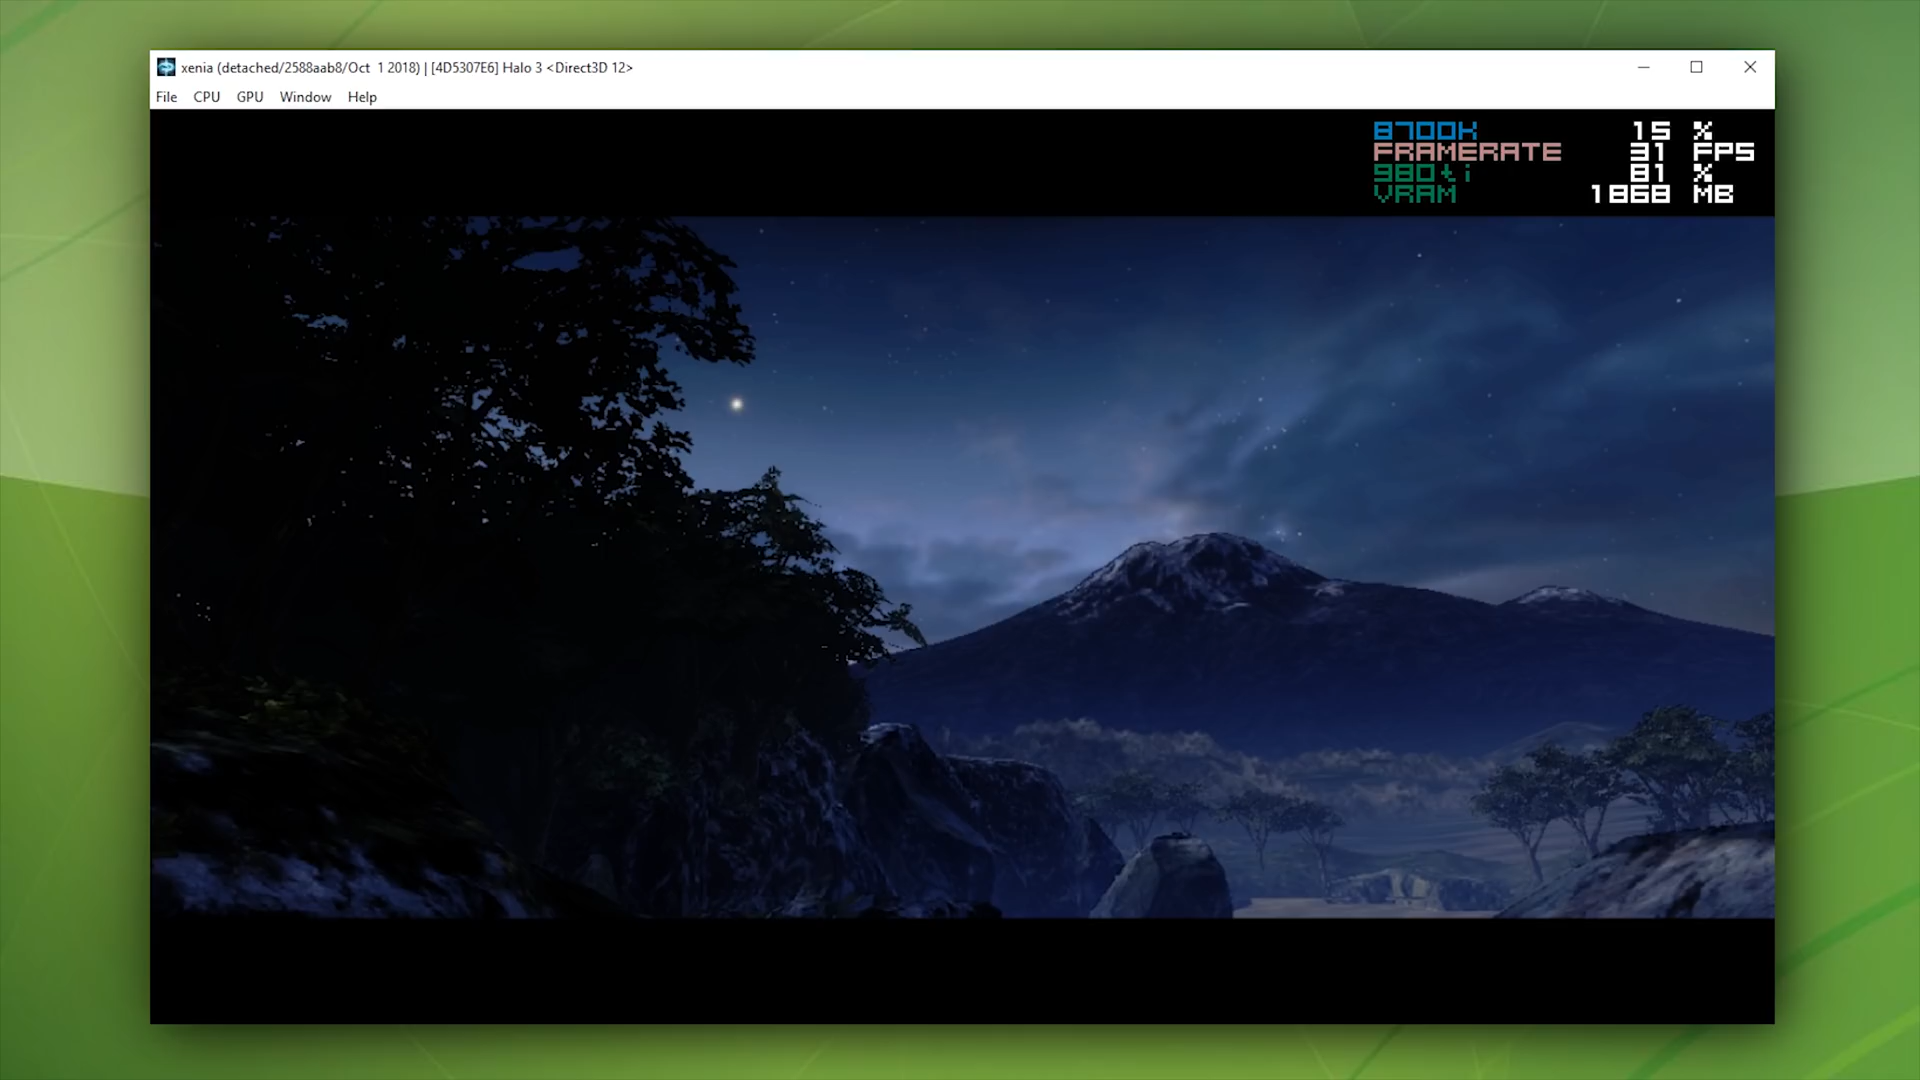 xenia (detached/2588aab8/Oct  1 2018) | [4D5307E6] Halo 3 <Direct3D 12>
File CPU GPU Window Help
8700K 15 %
FRAMERATE 31 FPS
980ti 81 %
VRAM 1868 MB